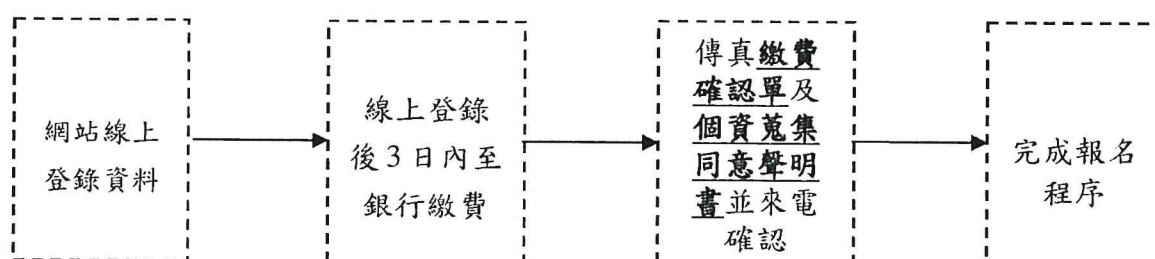 網站線上
登錄資料
線上登錄
後3日內至
銀行繳費
傳真繳費
確認單及
個資蒐集
同意聲明
書並來電
確認
完成報名
程序